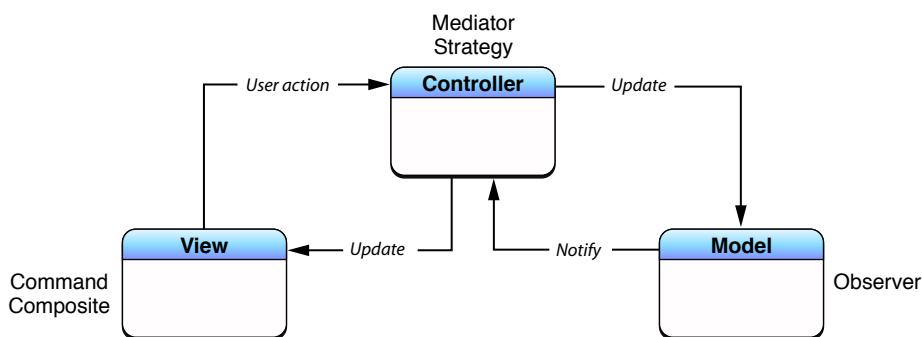 Mediator
Strategy
Controller
User action
Update
View
Update
Notify
Model
Command
Composite
Observer